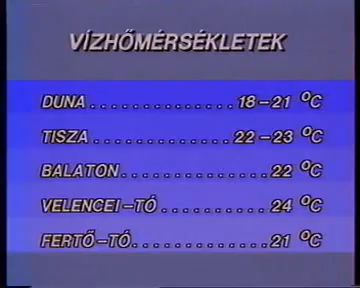 VÍZHŐMÉRSÉKLETEK
DUNA..............18-21 °C
TISZA................22-23 °C
BALATON..............22 °C
VELENCEI-TÓ..........24 °C
FERTŐ-TÓ.............21 °C